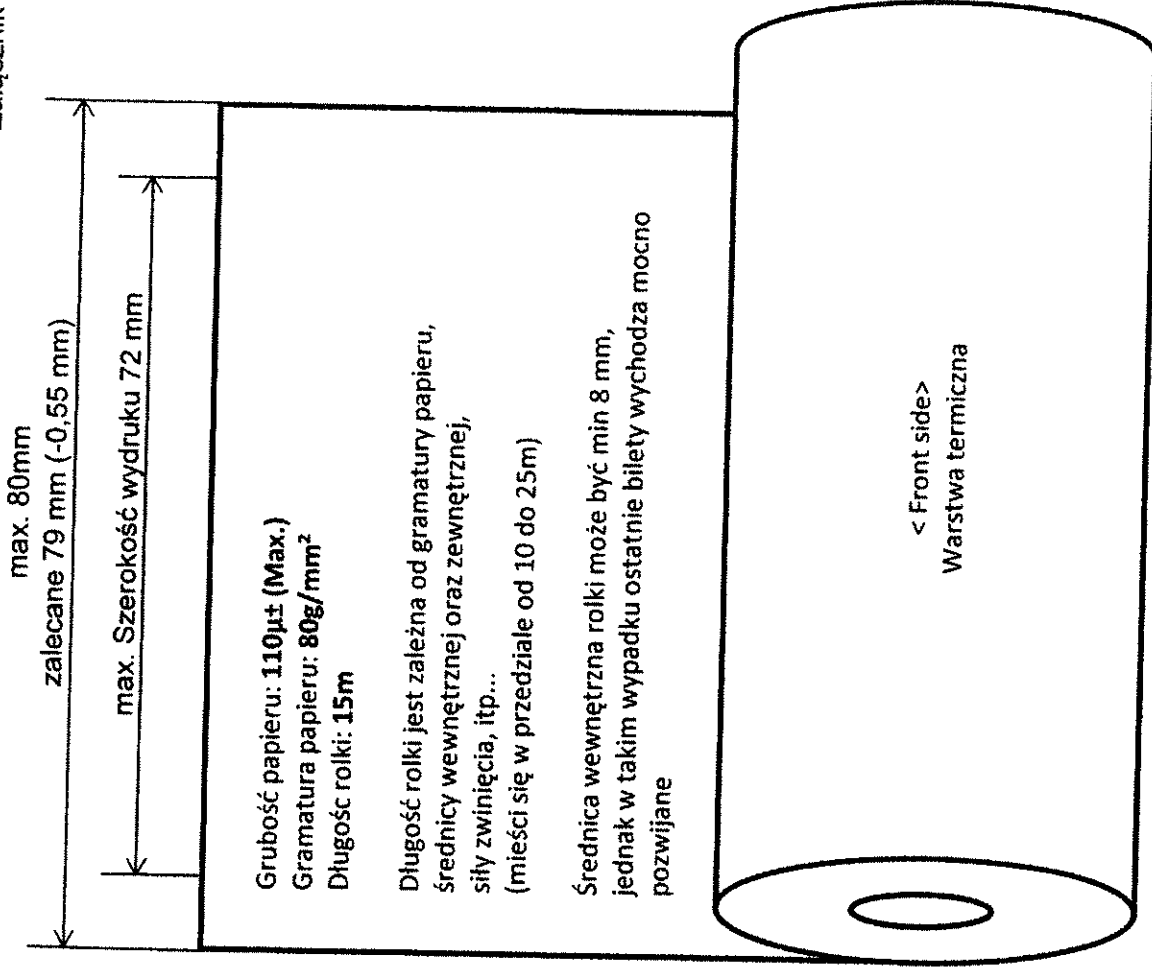 max. 80mm
zalecane 79 mm (-0,55 mm)
max. Szerokość wydruku 72 mm
Grubość papieru: 110µ± (Max.)
Gramatura papieru: 80g/mm²
Długośc rolki: 15m
Długość rolki jest zależna od gramatury papieru,
średnicy wewnętrznej oraz zewnętrznej,
siły zwinięcia, itp...
(mieści się w przedziale od 10 do 25m)
Średnica wewnętrzna rolki może być min 8 mm,
jednak w takim wypadku ostatnie bilety wychodza mocno
pozwijane
< Front side>
Warstwa termiczna